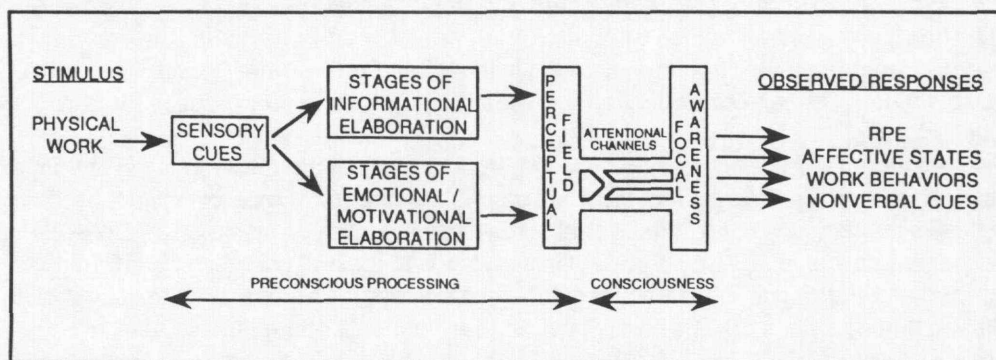 STIMULUS
PHYSICAL
WORK
SENSORY
CUES
STAGES OF
INFORMATIONAL
ELABORATION
STAGES OF
EMOTIONAL /
MOTIVATIONAL
ELABORATION
PERCEPTUAL
FIELD
ATTENTIONAL
CHANNELS
FOCAL
AWARENESS
OBSERVED RESPONSES
RPE
AFFECTIVE STATES
WORK BEHAVIORS
NONVERBAL CUES
PRECONSCIOUS PROCESSING
CONSCIOUSNESS